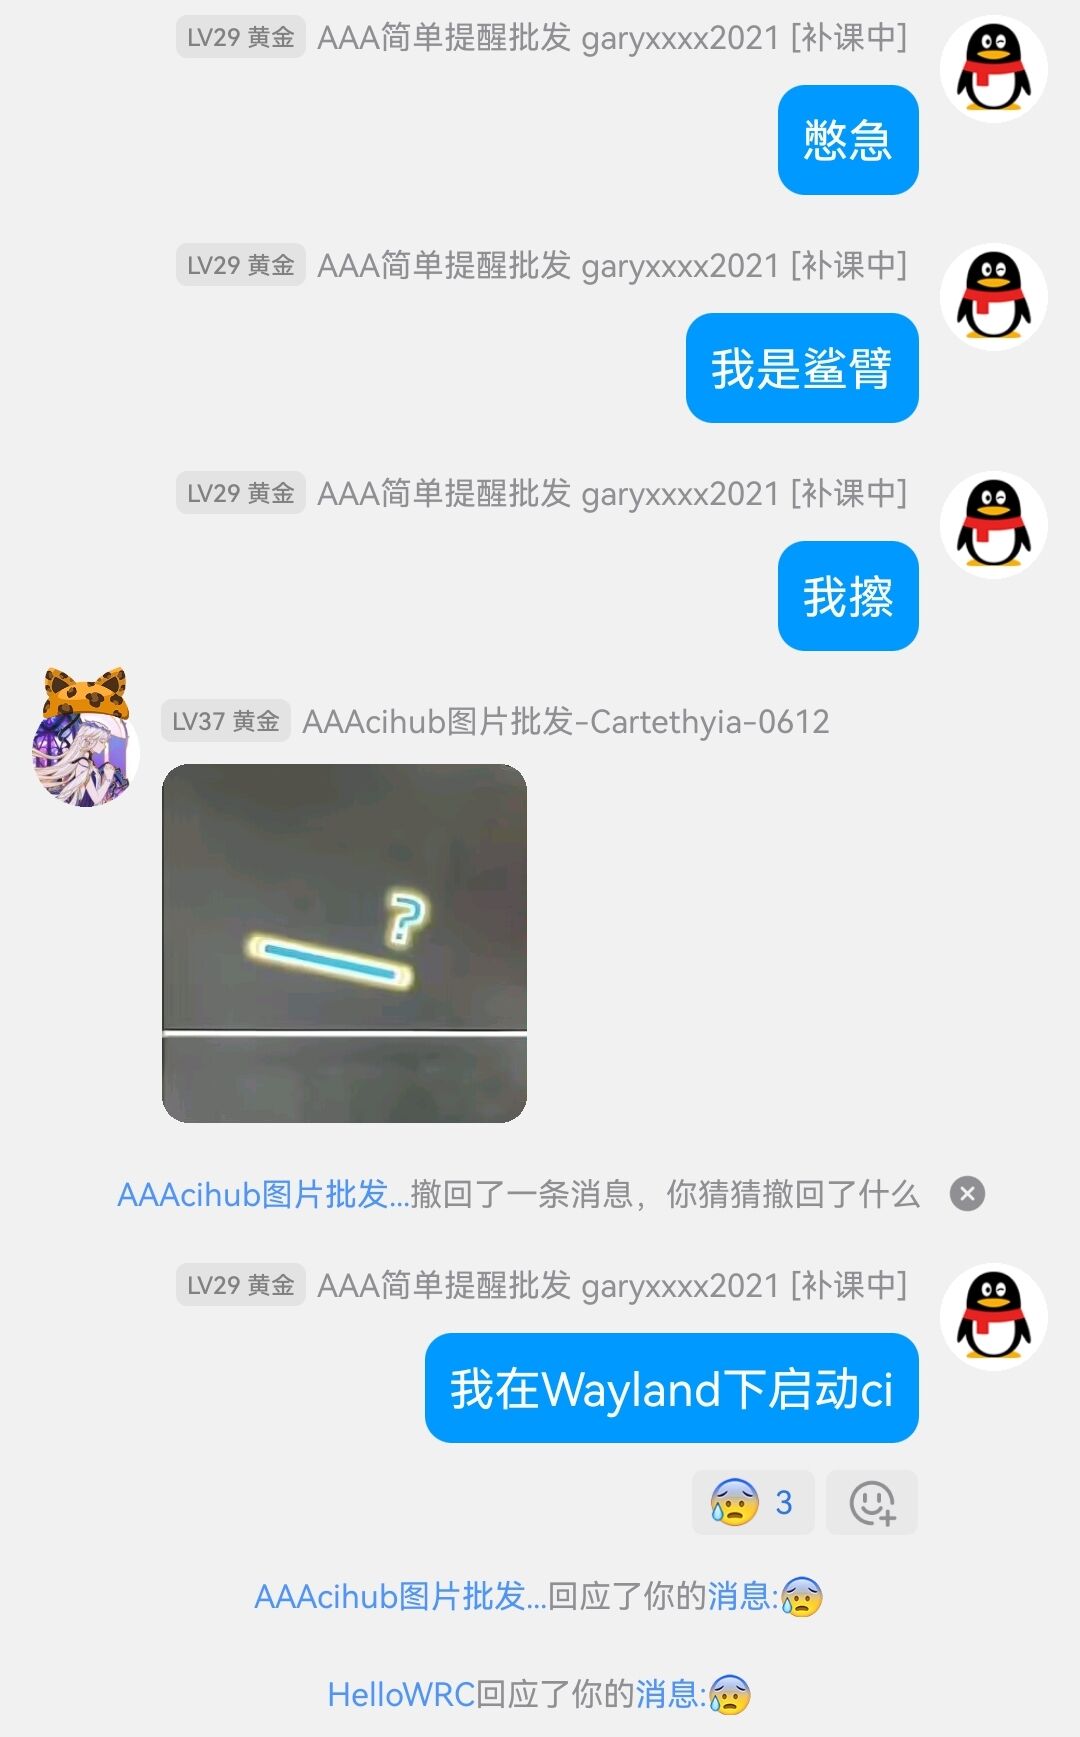 LV29 黄金 AAA简单提醒批发 garyxxxx2021 [补课中]
憋急
LV29 黄金 AAA简单提醒批发 garyxxxx2021 [补课中]
我是鲨臂
LV29 黄金 AAA简单提醒批发 garyxxxx2021 [补课中]
我擦
LV37 黄金 AAAcihub图片批发-Cartethyia-0612
?
AAAcihub图片批发...撤回了一条消息，你猜猜撤回了什么
LV29 黄金 AAA简单提醒批发 garyxxxx2021 [补课中]
我在Wayland下启动ci
😰 3
AAAcihub图片批发...回应了你的消息:😰
HelloWRC回应了你的消息:😰